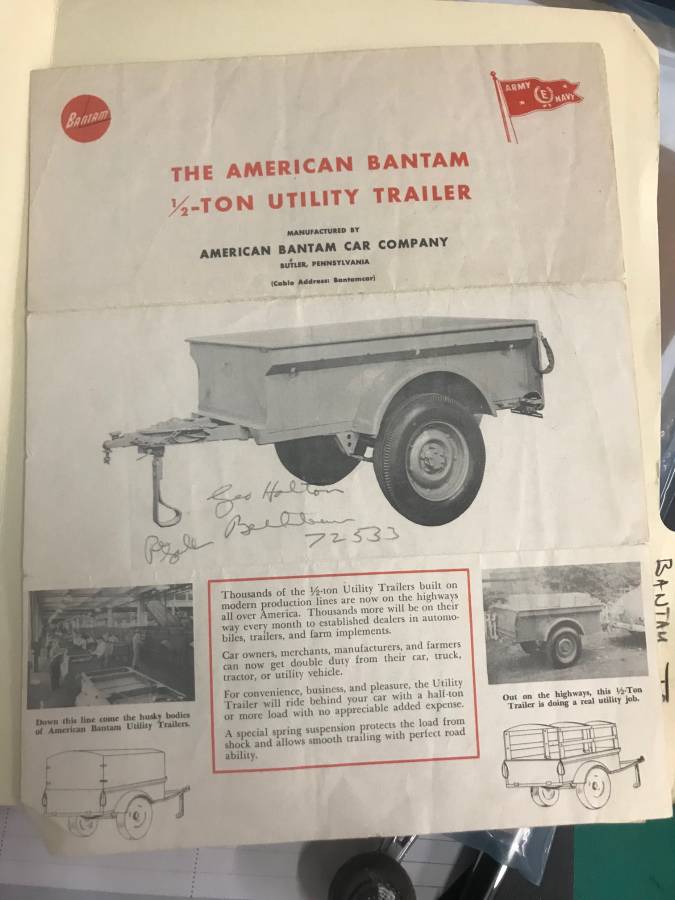 BANTAM
ARMY E NAVY
THE AMERICAN BANTAM
½-TON UTILITY TRAILER
MANUFACTURED BY
AMERICAN BANTAM CAR COMPANY
BUTLER, PENNSYLVANIA
(Cable Address: Bantamcar)
Geo Holton
72533
Thousands of the ½-ton Utility Trailers built on
modern production lines are now on the highways
all over America. Thousands more will be on their
way every month to established dealers in automo-
biles, trailers, and farm implements.
Car owners, merchants, manufacturers, and farmers
can now get double duty from their car, truck,
tractor, or utility vehicle.
For convenience, business, and pleasure, the Utility
Trailer will ride behind your car with a half-ton
or more load with no appreciable added expense.
A special spring suspension protects the load from
shock and allows smooth trailing with perfect road
ability.
Down this line come the husky bodies
of American Bantam Utility Trailers.
Out on the highways, this ½-Ton
Trailer is doing a real utility job.
BANTAM T